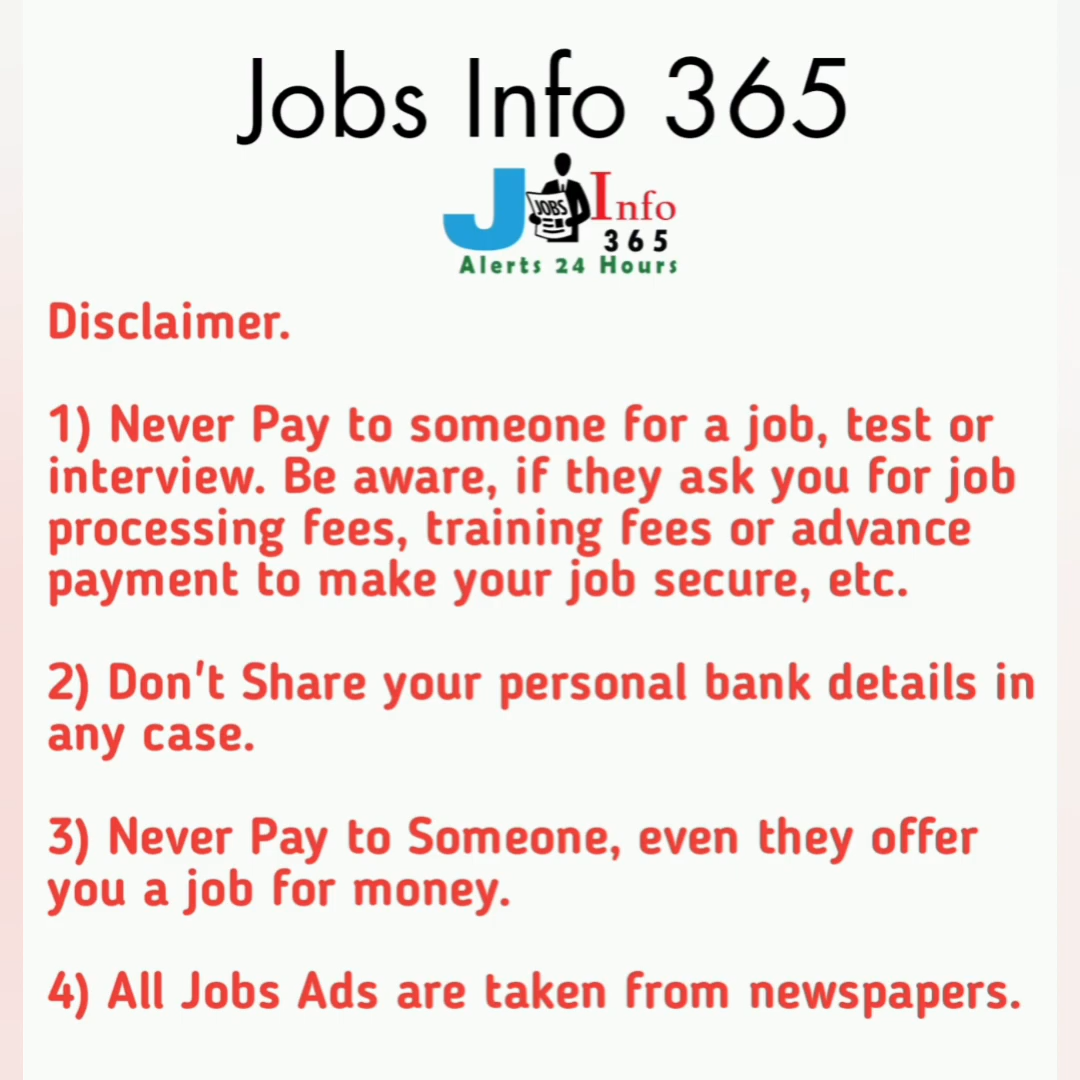 Jobs Info 365
J JOBS Info
365
Alerts 24 Hours
Disclaimer.
1) Never Pay to someone for a job, test or
interview. Be aware, if they ask you for job
processing fees, training fees or advance
payment to make your job secure, etc.
2) Don't Share your personal bank details in
any case.
3) Never Pay to Someone, even they offer
you a job for money.
4) All Jobs Ads are taken from newspapers.